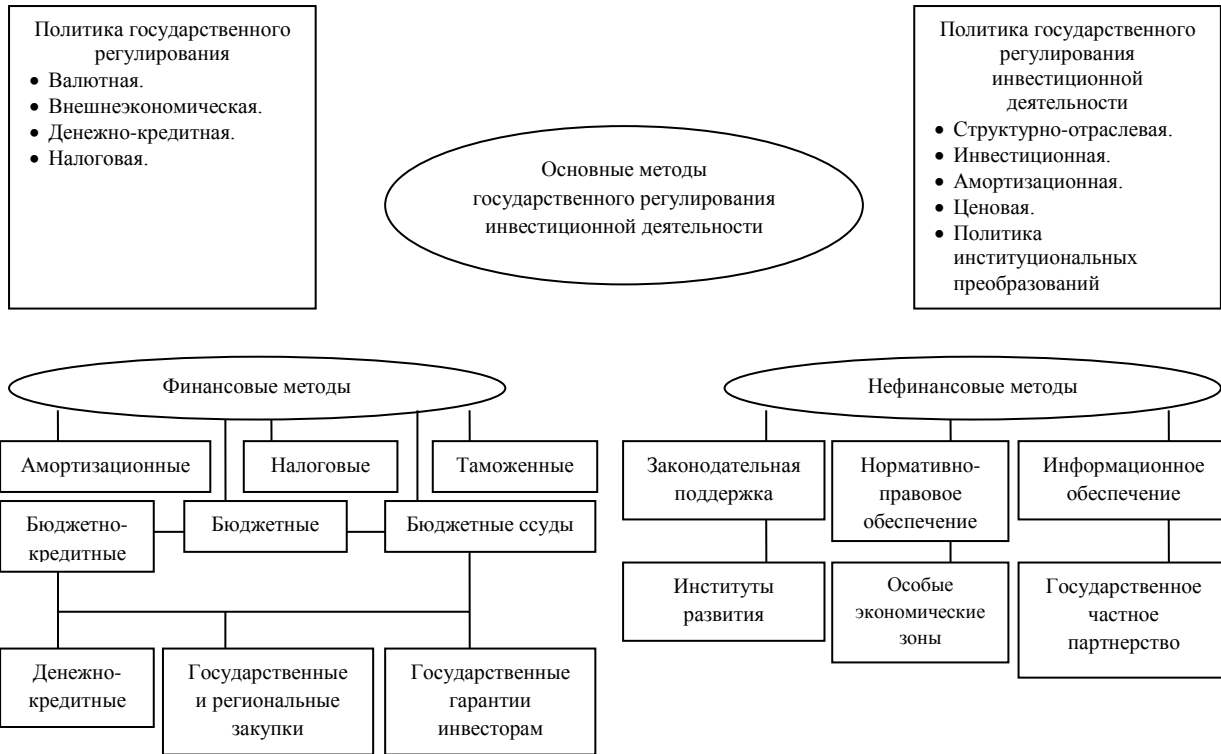 Политика государственного
регулирования
• Валютная.
• Внешнеэкономическая.
• Денежно-кредитная.
• Налоговая.
Основные методы
государственного регулирования
инвестиционной деятельности
Политика государственного
регулирования
инвестиционной
деятельности
• Структурно-отраслевая.
• Инвестиционная.
• Амортизационная.
• Ценовая.
• Политика
институциональных
преобразований
Финансовые методы
Амортизационные
Налоговые
Таможенные
Бюджетно-
кредитные
Бюджетные
Бюджетные ссуды
Денежно-
кредитные
Государственные
и региональные
закупки
Государственные
гарантии
инвесторам
Нефинансовые методы
Законодательная
поддержка
Нормативно-
правовое
обеспечение
Информационное
обеспечение
Институты
развития
Особые
экономические
зоны
Государственное
частное
партнерство